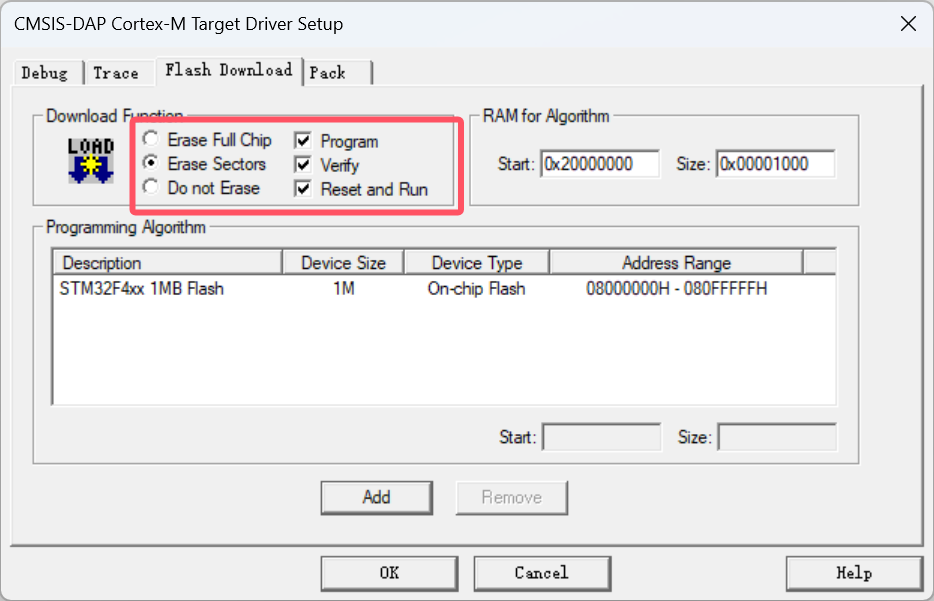 CMSIS-DAP Cortex-M Target Driver Setup
Debug Trace Flash Download Pack
Download Function
LOAD
Erase Full Chip
Erase Sectors
Do not Erase
Program
Verify
Reset and Run
RAM for Algorithm
Start: 0x20000000 Size: 0x00001000
Programming Algorithm
Description Device Size Device Type Address Range
STM32F4xx 1MB Flash 1M On-chip Flash 08000000H - 080FFFFFH
Start: Size:
Add Remove
OK Cancel Help